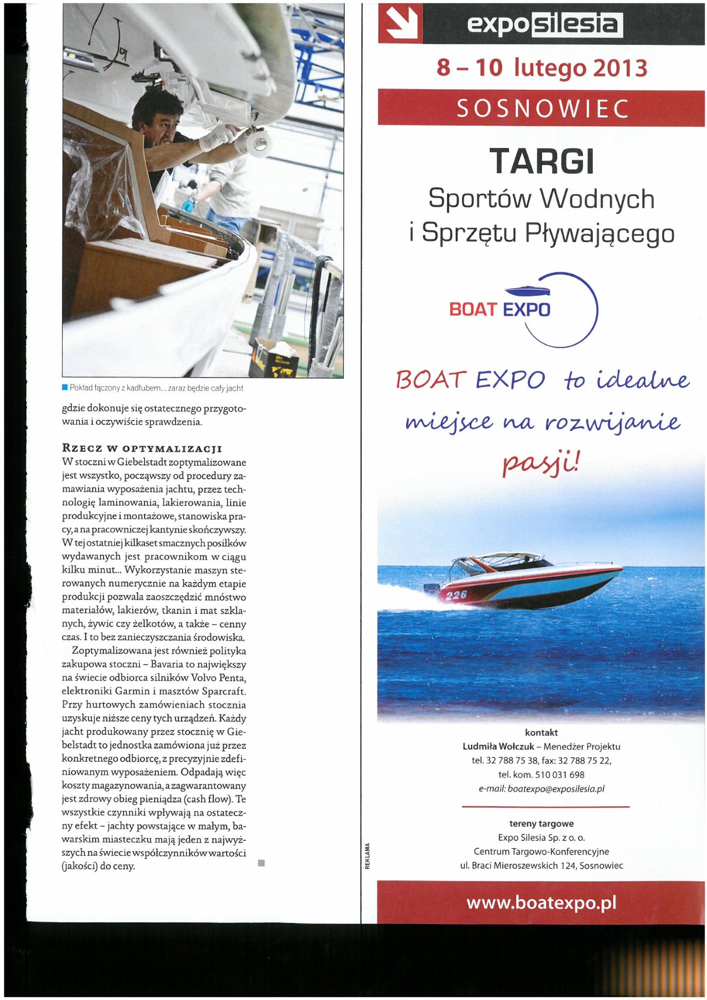 Pokład łączony z kadłubem... zaraz będzie cały jacht
gdzie dokonuje się ostatecznego przygoto-
wania i oczywiście sprawdzenia.
RZECZ W OPTYMALIZACJI
W stoczni w Giebelstadt zoptymalizowane
jest wszystko, począwszy od procedury za-
mawiania wyposażenia jachtu, przez tech-
nologię laminowania, lakierowania, linie
produkcyjne i montażowe, stanowiska pra-
cy, a na pracowniczej kantynie skończywszy.
W tej ostatniej kilkaset smacznych posiłków
wydawanych jest pracownikom w ciągu
kilku minut... Wykorzystanie maszyn ste-
rowanych numerycznie na każdym etapie
produkcji pozwala zaoszczędzić mnóstwo
materiałów, lakierów, tkanin i mat szkla-
nych, żywic czy żelkotów, a także – cenny
czas. I to bez zanieczyszczania środowiska.
Zoptymalizowana jest również polityka
zakupowa stoczni – Bavaria to największy
na świecie odbiorca silników Volvo Penta,
elektroniki Garmin i masztów Sparcraft.
Przy hurtowych zamówieniach stocznia
uzyskuje niższe ceny tych urządzeń. Każdy
jacht produkowany przez stocznię w Gie-
belstadt to jednostka zamówiona już przez
konkretnego odbiorcę, z precyzyjnie zdefi-
niowanym wyposażeniem. Odpadają więc
koszty magazynowania, a zagwarantowany
jest zdrowy obieg pieniądza (cash flow). Te
wszystkie czynniki wpływają na ostatecz-
ny efekt – jachty powstające w małym, ba-
warskim miasteczku mają jeden z najwyż-
szych na świecie współczynników wartości
(jakości) do ceny.
REKLAMA
expo silesia
8 – 10 lutego 2013
SOSNOWIEC
TARGI
Sportów Wodnych
i Sprzętu Pływającego
BOAT EXPO
BOAT EXPO to idealne
miejsce na rozwijanie
pasji!
226
kontakt
Ludmiła Wołczuk – Menedżer Projektu
tel. 32 788 75 38, fax: 32 788 75 22,
tel. kom. 510 031 698
e-mail: boatexpo@exposilesia.pl
tereny targowe
Expo Silesia Sp. z o. o.
Centrum Targowo-Konferencyjne
ul. Braci Mieroszewskich 124, Sosnowiec
www.boatexpo.pl